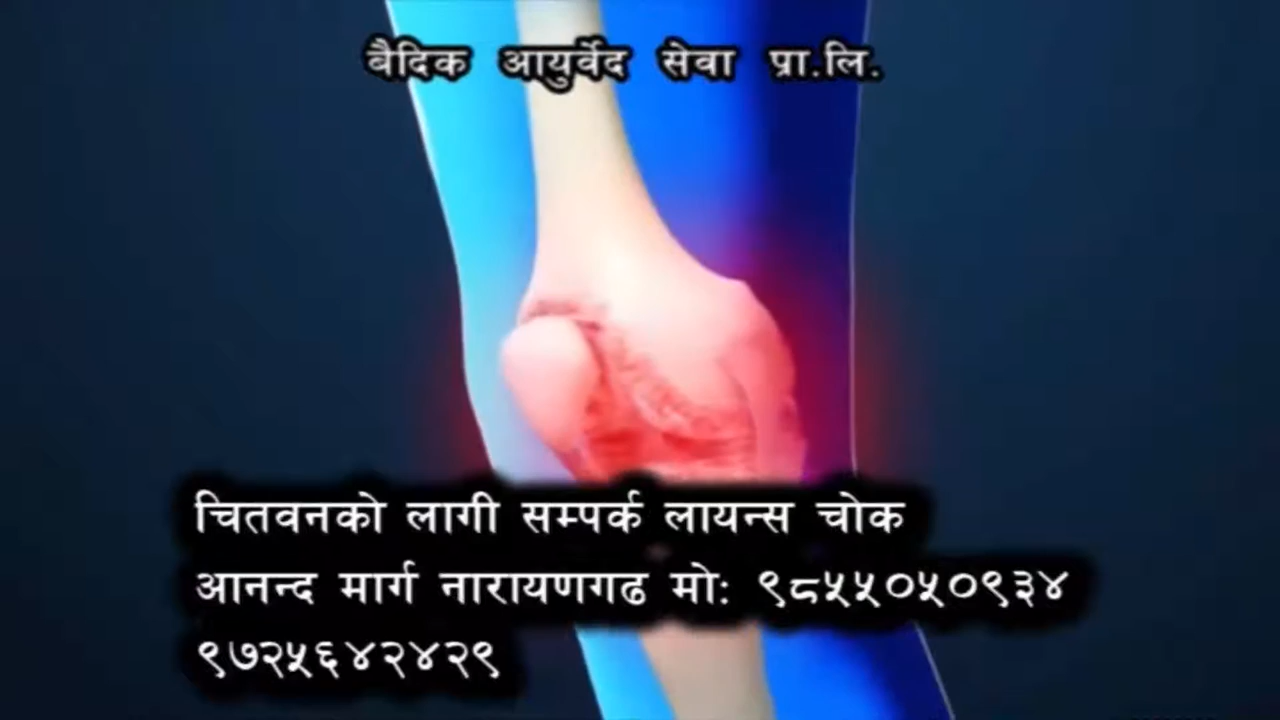 बैदिक आयुर्वेद सेवा प्रा.लि.
चितवनको लागी सम्पर्क लायन्स चोक
आनन्द मार्ग नारायणगढ मो: ९८५५०५०९३४
९७२५६४२४२९